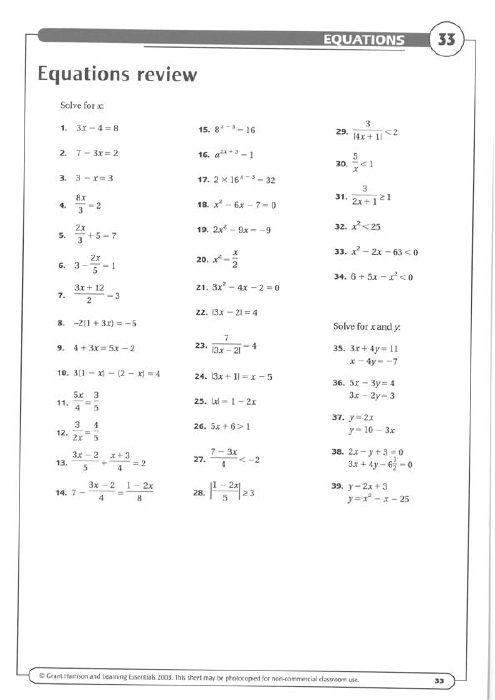 EQUATIONS 33
Equations review
Solve for x:
1. 3x − 4 = 8
2. 7 − 3x = 2
3. 3 − x = 3
4. 8x/3 = 2
5. 2x/3 + 5 = 7
6. 3 − 2x/5 = 1
7. (3x + 12)/2 = 3
8. −2(1 + 3x) = −5
9. 4 + 3x = 5x − 2
10. 3(1 − x) − (2 − x) = 4
11. 5x/4 = 3/5
12. 3/2x = 4/5
13. (3x − 2)/5 + (x + 3)/4 = 2
14. 7 − (3x − 2)/4 = (1 − 2x)/8
15. 8ˣ⁻³ = 16
16. a²ˣ⁺³ = 1
17. 2 × 16ˣ⁻³ = 32
18. x² − 6x − 7 = 0
19. 2x² − 9x = −9
20. x² = x/2
21. 3x² − 4x − 2 = 0
22. |3x − 2| = 4
23. 7/|3x − 2| = 4
24. |3x + 1| = x − 5
25. |x| = 1 − 2x
26. 5x + 6 > 1
27. (7 − 3x)/4 < −2
28. |(1 − 2x)/5| ≥ 3
29. 3/|4x + 1| < 2
30. 5/x < 1
31. 3/(2x + 1) ≥ 1
32. x² < 25
33. x² − 2x − 63 < 0
34. 6 + 5x − x² < 0
Solve for x and y:
35. 3x + 4y = 11
x − 4y = −7
36. 5x − 3y = 4
3x − 2y = 3
37. y = 2x
y = 10 − 3x
38. 2x − y + 3 = 0
3x + 4y − 6½ = 0
39. y = 2x + 3
y = x² − x − 25
© Grant Harrison and Learning Essentials 2003. This sheet may be photocopied for non-commercial classroom use. 33